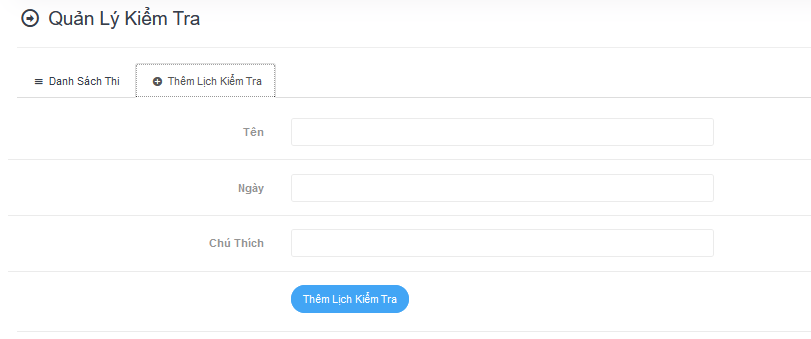 Quản Lý Kiểm Tra
Danh Sách Thi
Thêm Lịch Kiểm Tra
Tên
Ngày
Chú Thích
Thêm Lịch Kiểm Tra